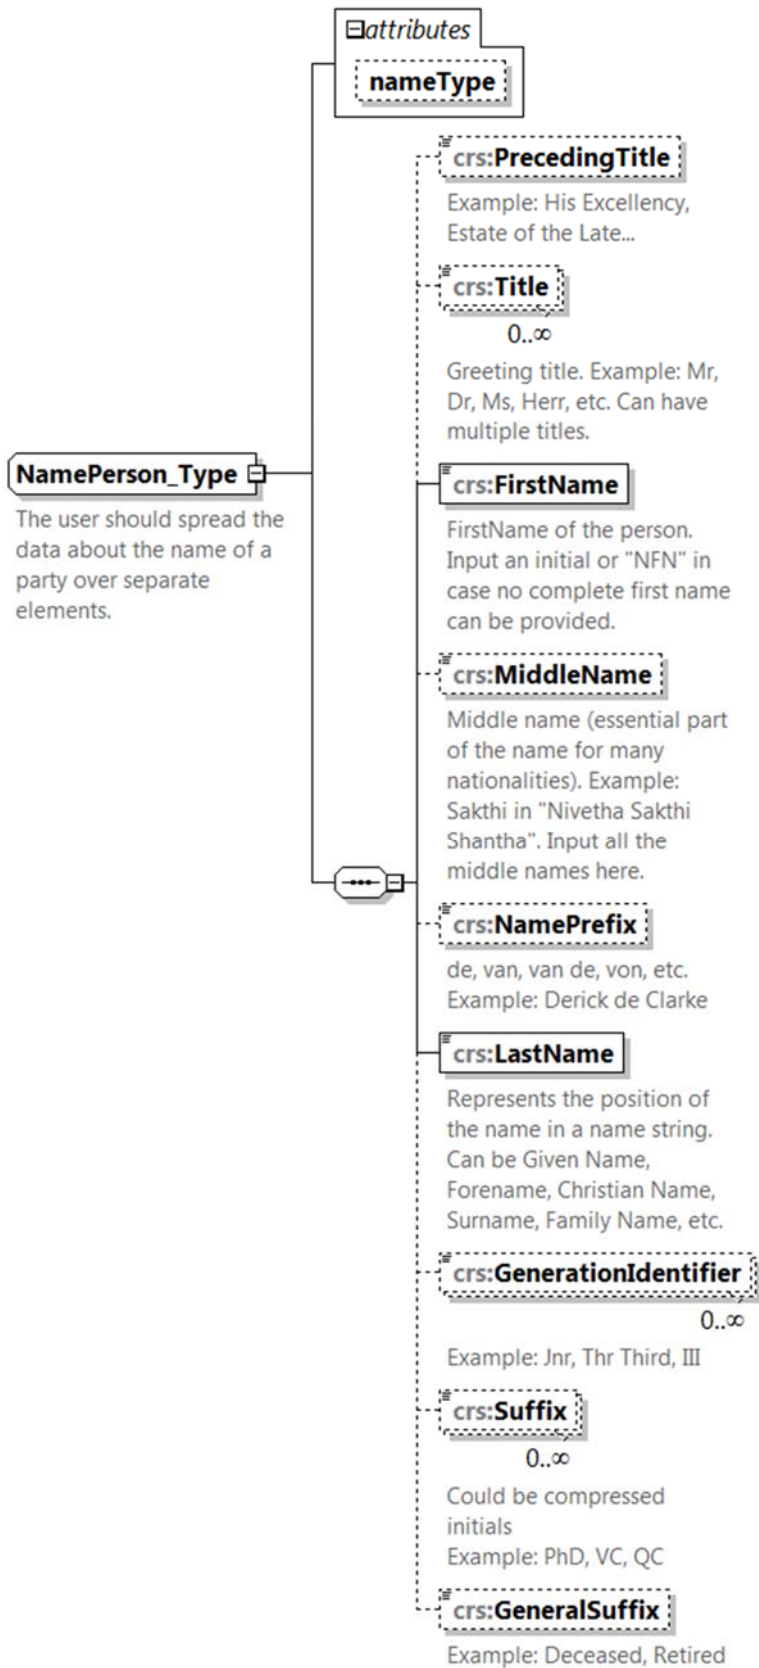 attributes
nameType
crs:PrecedingTitle
Example: His Excellency,
Estate of the Late...
crs:Title
0..∞
Greeting title. Example: Mr,
Dr, Ms, Herr, etc. Can have
multiple titles.
NamePerson_Type
The user should spread the
data about the name of a
party over separate
elements.
crs:FirstName
FirstName of the person.
Input an initial or "NFN" in
case no complete first name
can be provided.
crs:MiddleName
Middle name (essential part
of the name for many
nationalities). Example:
Sakthi in "Nivetha Sakthi
Shantha". Input all the
middle names here.
crs:NamePrefix
de, van, van de, von, etc.
Example: Derick de Clarke
crs:LastName
Represents the position of
the name in a name string.
Can be Given Name,
Forename, Christian Name,
Surname, Family Name, etc.
crs:GenerationIdentifier
0..∞
Example: Jnr, Thr Third, III
crs:Suffix
0..∞
Could be compressed
initials
Example: PhD, VC, QC
crs:GeneralSuffix
Example: Deceased, Retired